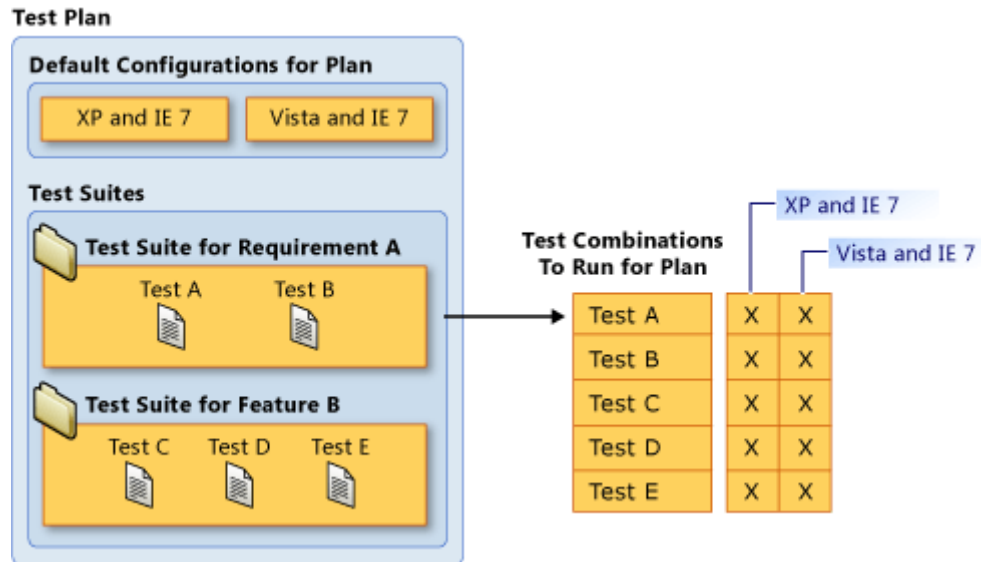 Test Plan
Default Configurations for Plan
XP and IE 7
Vista and IE 7
Test Suites
Test Suite for Requirement A
Test A
Test B
Test Suite for Feature B
Test C
Test D
Test E
XP and IE 7
Vista and IE 7
Test Combinations
To Run for Plan
Test A X X
Test B X X
Test C X X
Test D X X
Test E X X